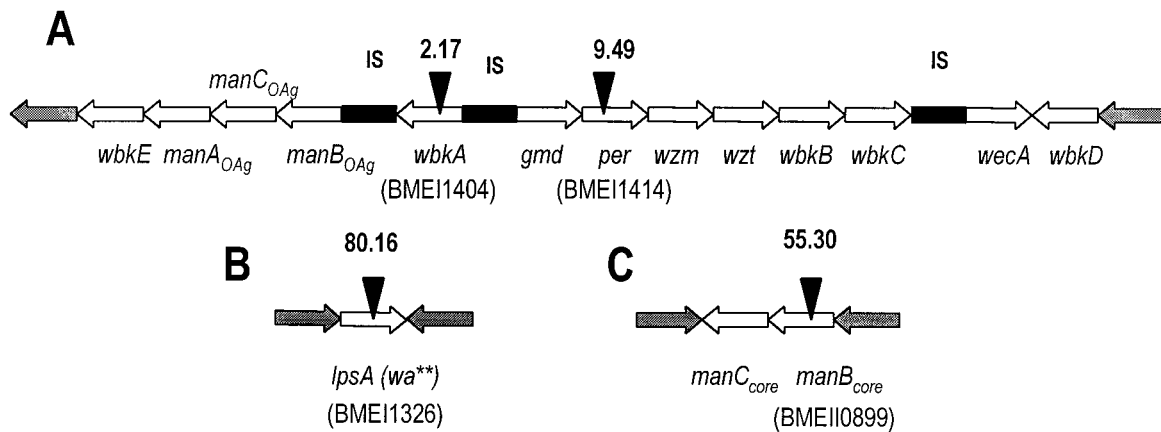 A
2.17
9.49
IS
IS
IS
manC_OAg
wbkE manA_OAg manB_OAg wbkA gmd per wzm wzt wbkB wbkC wecA wbkD
(BMEI1404) (BMEI1414)
B
80.16
lpsA (wa**)
(BMEI1326)
C
55.30
manC_core manB_core
(BMEII0899)